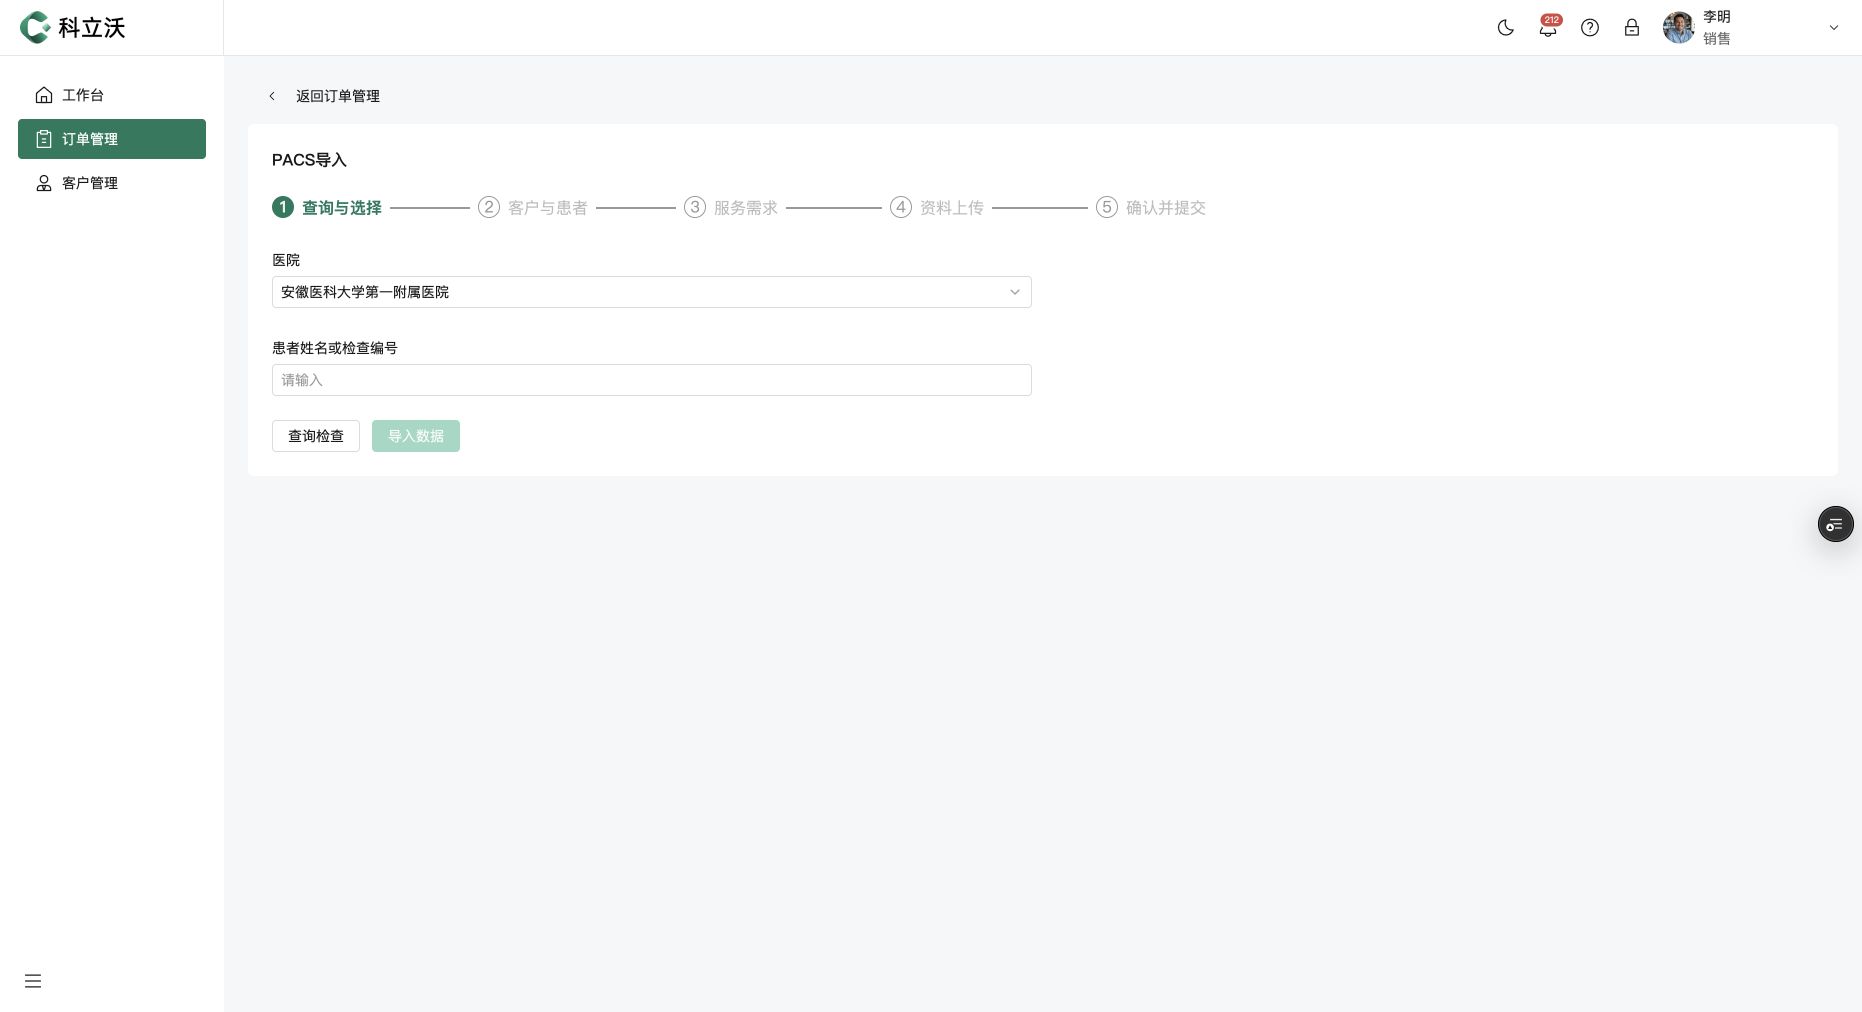 科立沃
212
李明
销售
工作台
订单管理
客户管理
返回订单管理
PACS导入
1 查询与选择 2 客户与患者 3 服务需求 4 资料上传 5 确认并提交
医院
安徽医科大学第一附属医院
患者姓名或检查编号
请输入
查询检查 导入数据